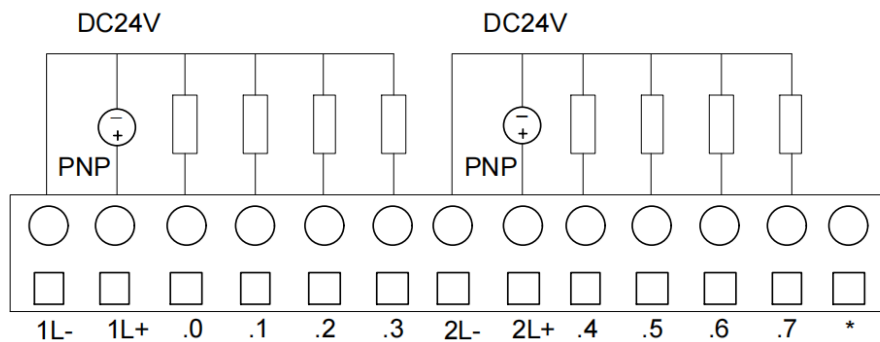 DC24V DC24V
− −
+ +
PNP PNP
1L- 1L+ .0 .1 .2 .3 2L- 2L+ .4 .5 .6 .7 *